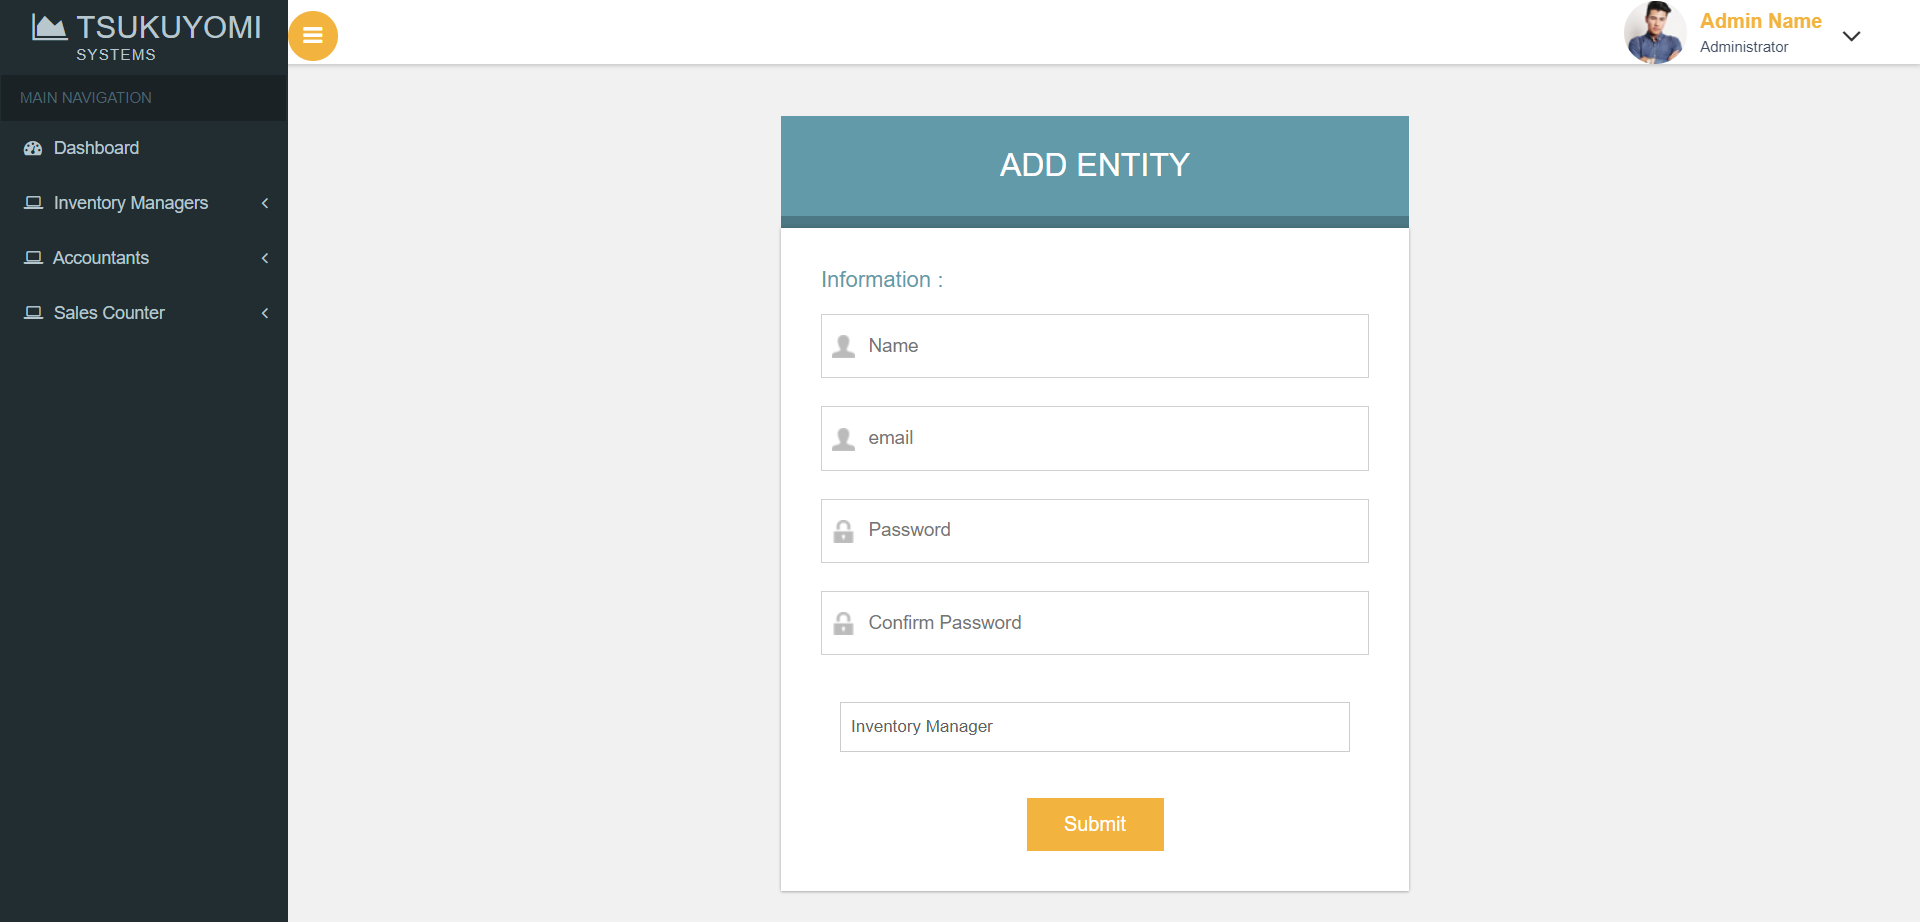 TSUKUYOMI
SYSTEMS
MAIN NAVIGATION
Dashboard
Inventory Managers
Accountants
Sales Counter
Admin Name
Administrator
ADD ENTITY
Information :
Name
email
Password
Confirm Password
Inventory Manager
Submit